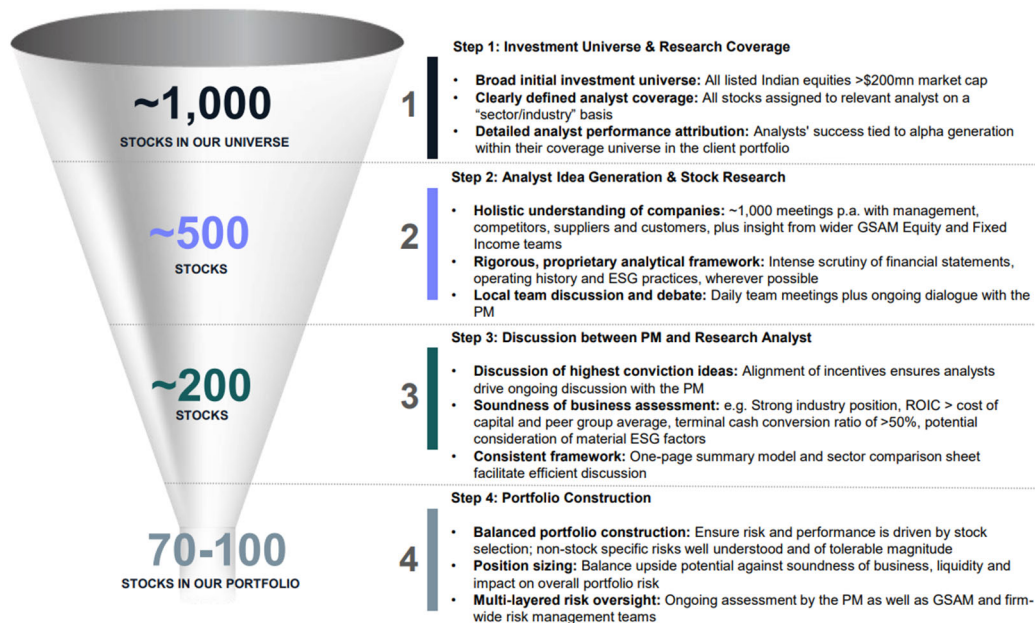 ~1,000
STOCKS IN OUR UNIVERSE
1
Step 1: Investment Universe & Research Coverage
• Broad initial investment universe: All listed Indian equities >$200mn market cap
• Clearly defined analyst coverage: All stocks assigned to relevant analyst on a
“sector/industry” basis
• Detailed analyst performance attribution: Analysts' success tied to alpha generation
within their coverage universe in the client portfolio
~500
STOCKS
2
Step 2: Analyst Idea Generation & Stock Research
• Holistic understanding of companies: ~1,000 meetings p.a. with management,
competitors, suppliers and customers, plus insight from wider GSAM Equity and Fixed
Income teams
• Rigorous, proprietary analytical framework: Intense scrutiny of financial statements,
operating history and ESG practices, wherever possible
• Local team discussion and debate: Daily team meetings plus ongoing dialogue with the
PM
~200
STOCKS
3
Step 3: Discussion between PM and Research Analyst
• Discussion of highest conviction ideas: Alignment of incentives ensures analysts
drive ongoing discussion with the PM
• Soundness of business assessment: e.g. Strong industry position, ROIC > cost of
capital and peer group average, terminal cash conversion ratio of >50%, potential
consideration of material ESG factors
• Consistent framework: One-page summary model and sector comparison sheet
facilitate efficient discussion
70-100
STOCKS IN OUR PORTFOLIO
4
Step 4: Portfolio Construction
• Balanced portfolio construction: Ensure risk and performance is driven by stock
selection; non-stock specific risks well understood and of tolerable magnitude
• Position sizing: Balance upside potential against soundness of business, liquidity and
impact on overall portfolio risk
• Multi-layered risk oversight: Ongoing assessment by the PM as well as GSAM and firm-
wide risk management teams